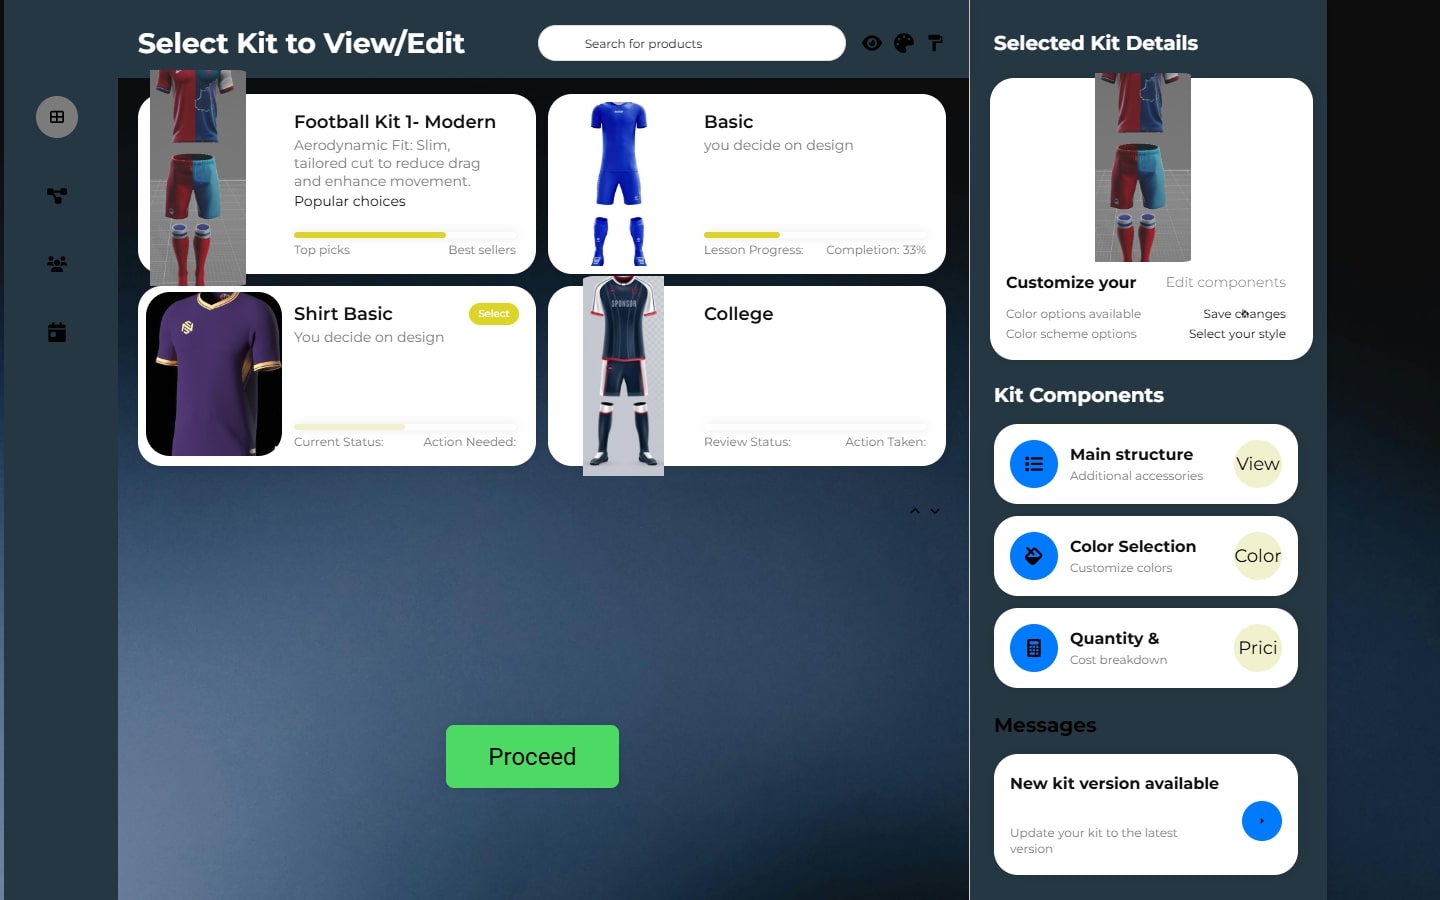 Select Kit to View/Edit
Search for products
Football Kit 1- Modern
Aerodynamic Fit: Slim,
tailored cut to reduce drag
and enhance movement.
Popular choices
Top picks
Best sellers
Basic
you decide on design
Lesson Progress:
Completion: 33%
Shirt Basic
Select
You decide on design
Current Status:
Action Needed:
SPONSOR
College
Review Status:
Action Taken:
Proceed
Selected Kit Details
Customize your
Edit components
Color options available
Save changes
Color scheme options
Select your style
Kit Components
Main structure
Additional accessories
View
Color Selection
Customize colors
Color
Quantity &
Cost breakdown
Prici
Messages
New kit version available
Update your kit to the latest
version